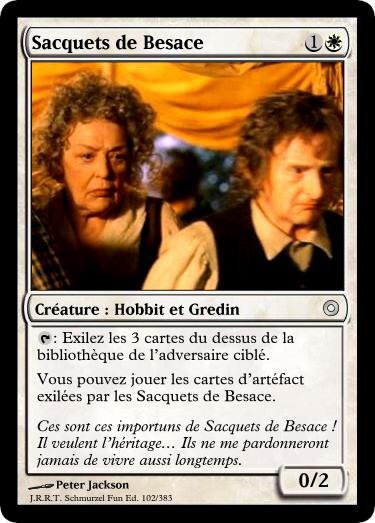 Sacquets de Besace
1
Créature : Hobbit et Gredin
: Exilez les 3 cartes du dessus de la
bibliothèque de l'adversaire ciblé.
Vous pouvez jouer les cartes d'artéfact
exilées par les Sacquets de Besace.
Ces sont ces importuns de Sacquets de Besace !
Il veulent l'héritage... Ils ne me pardonneront
jamais de vivre aussi longtemps.
0/2
Peter Jackson
J.R.R.T. Schmurzel Fun Ed. 102/383